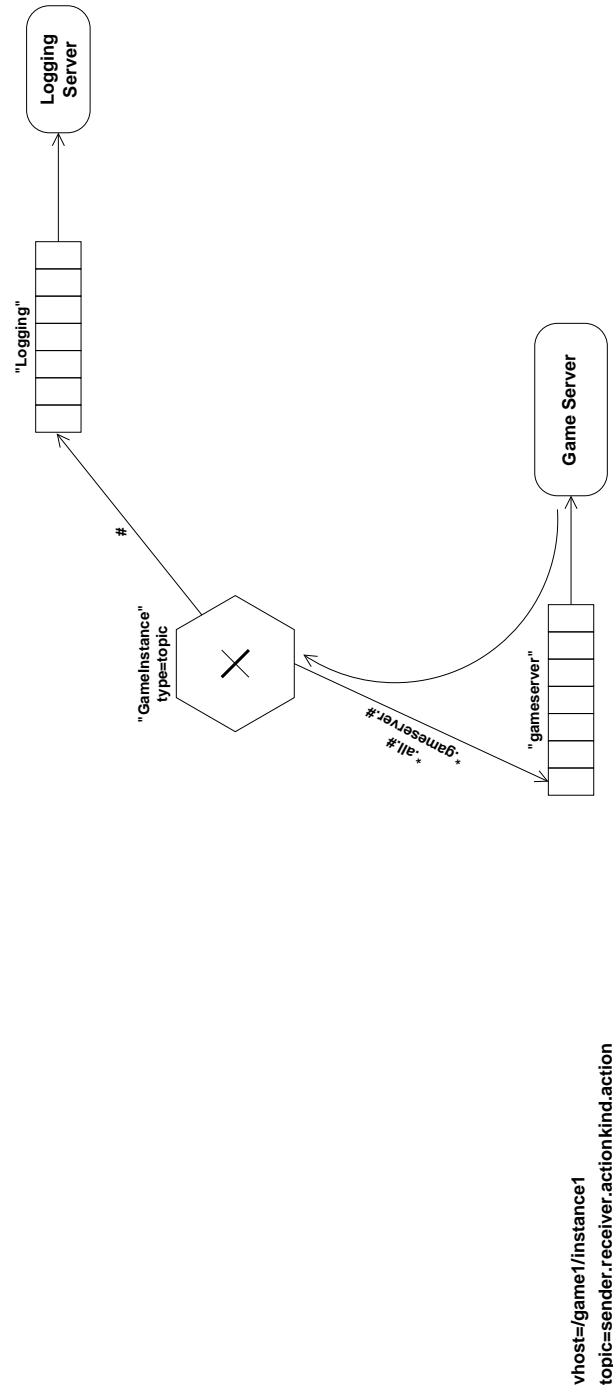 Logging
Server
"Logging"
#
"GameInstance"
type=topic
*.gameserver.#
*.all.#
Game Server
"gameserver"
vhost=/game1/instance1
topic=sender.receiver.actionkind.action